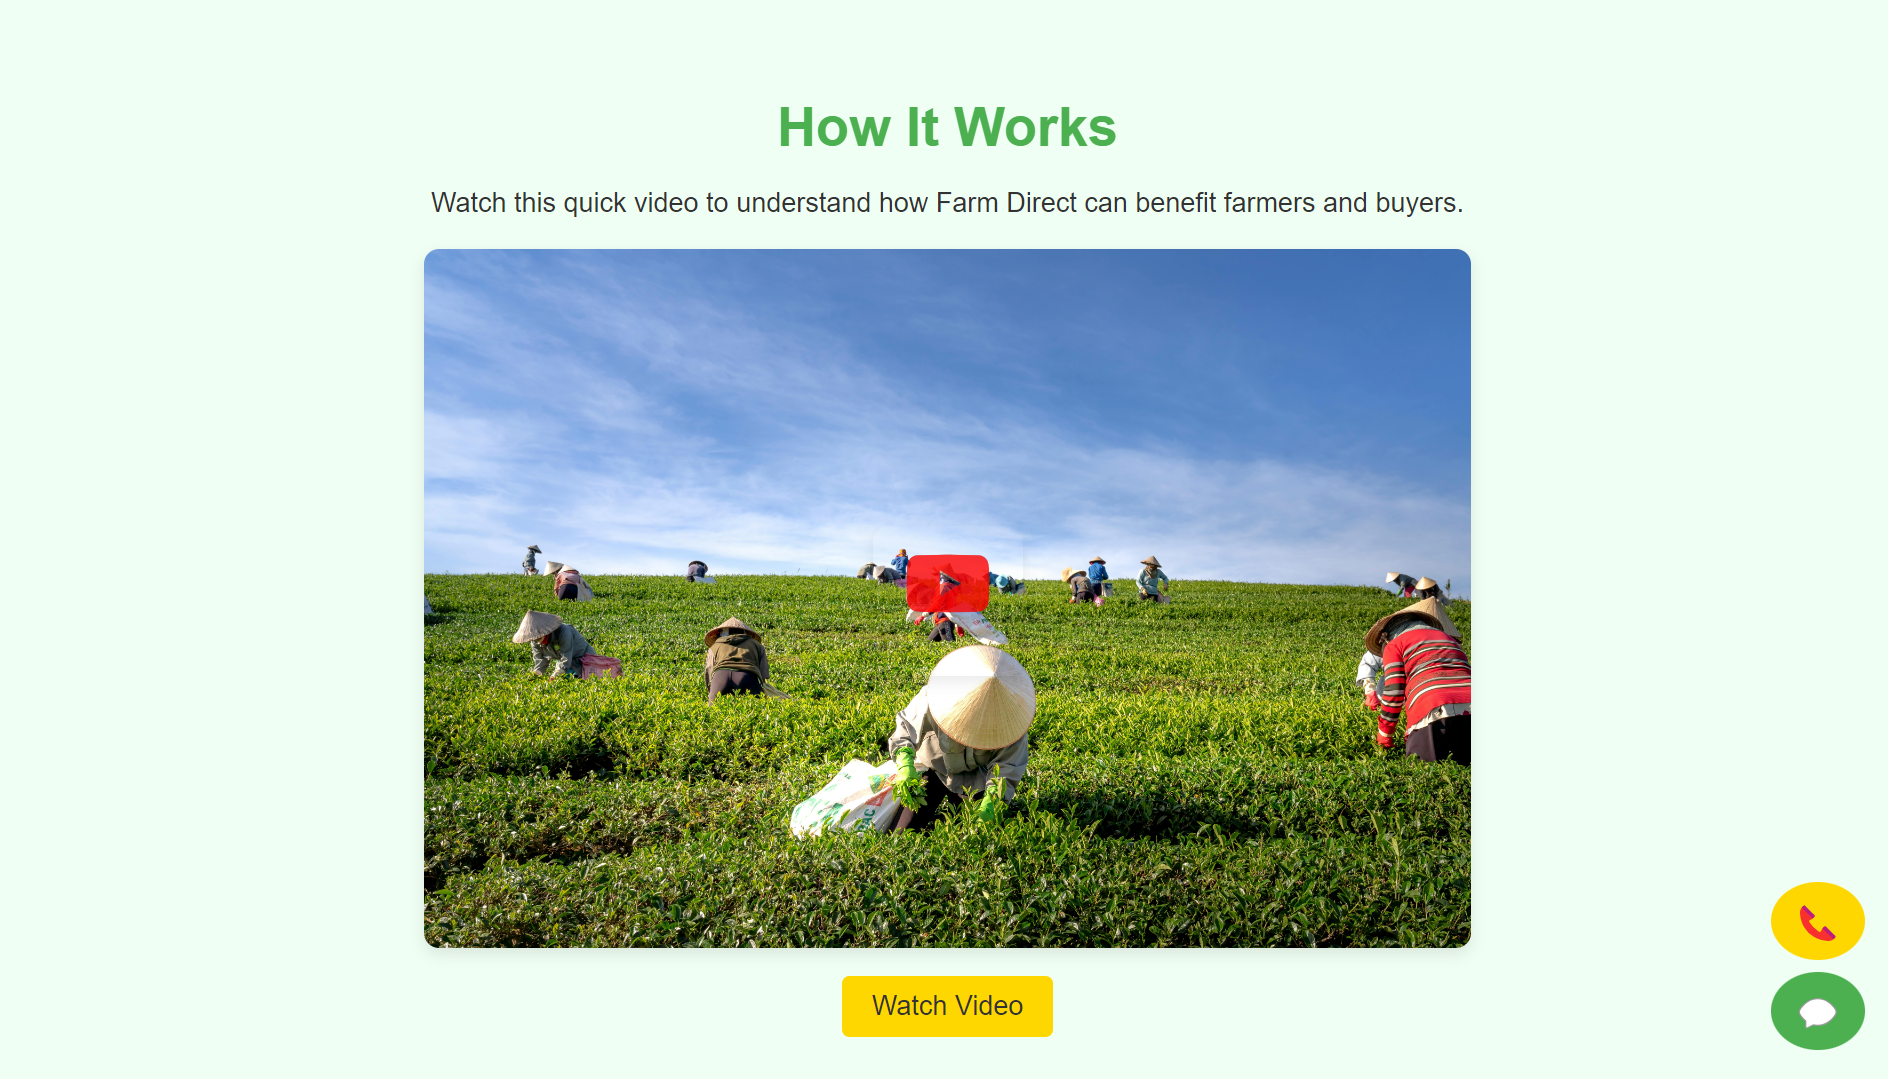 How It Works
Watch this quick video to understand how Farm Direct can benefit farmers and buyers.
Watch Video